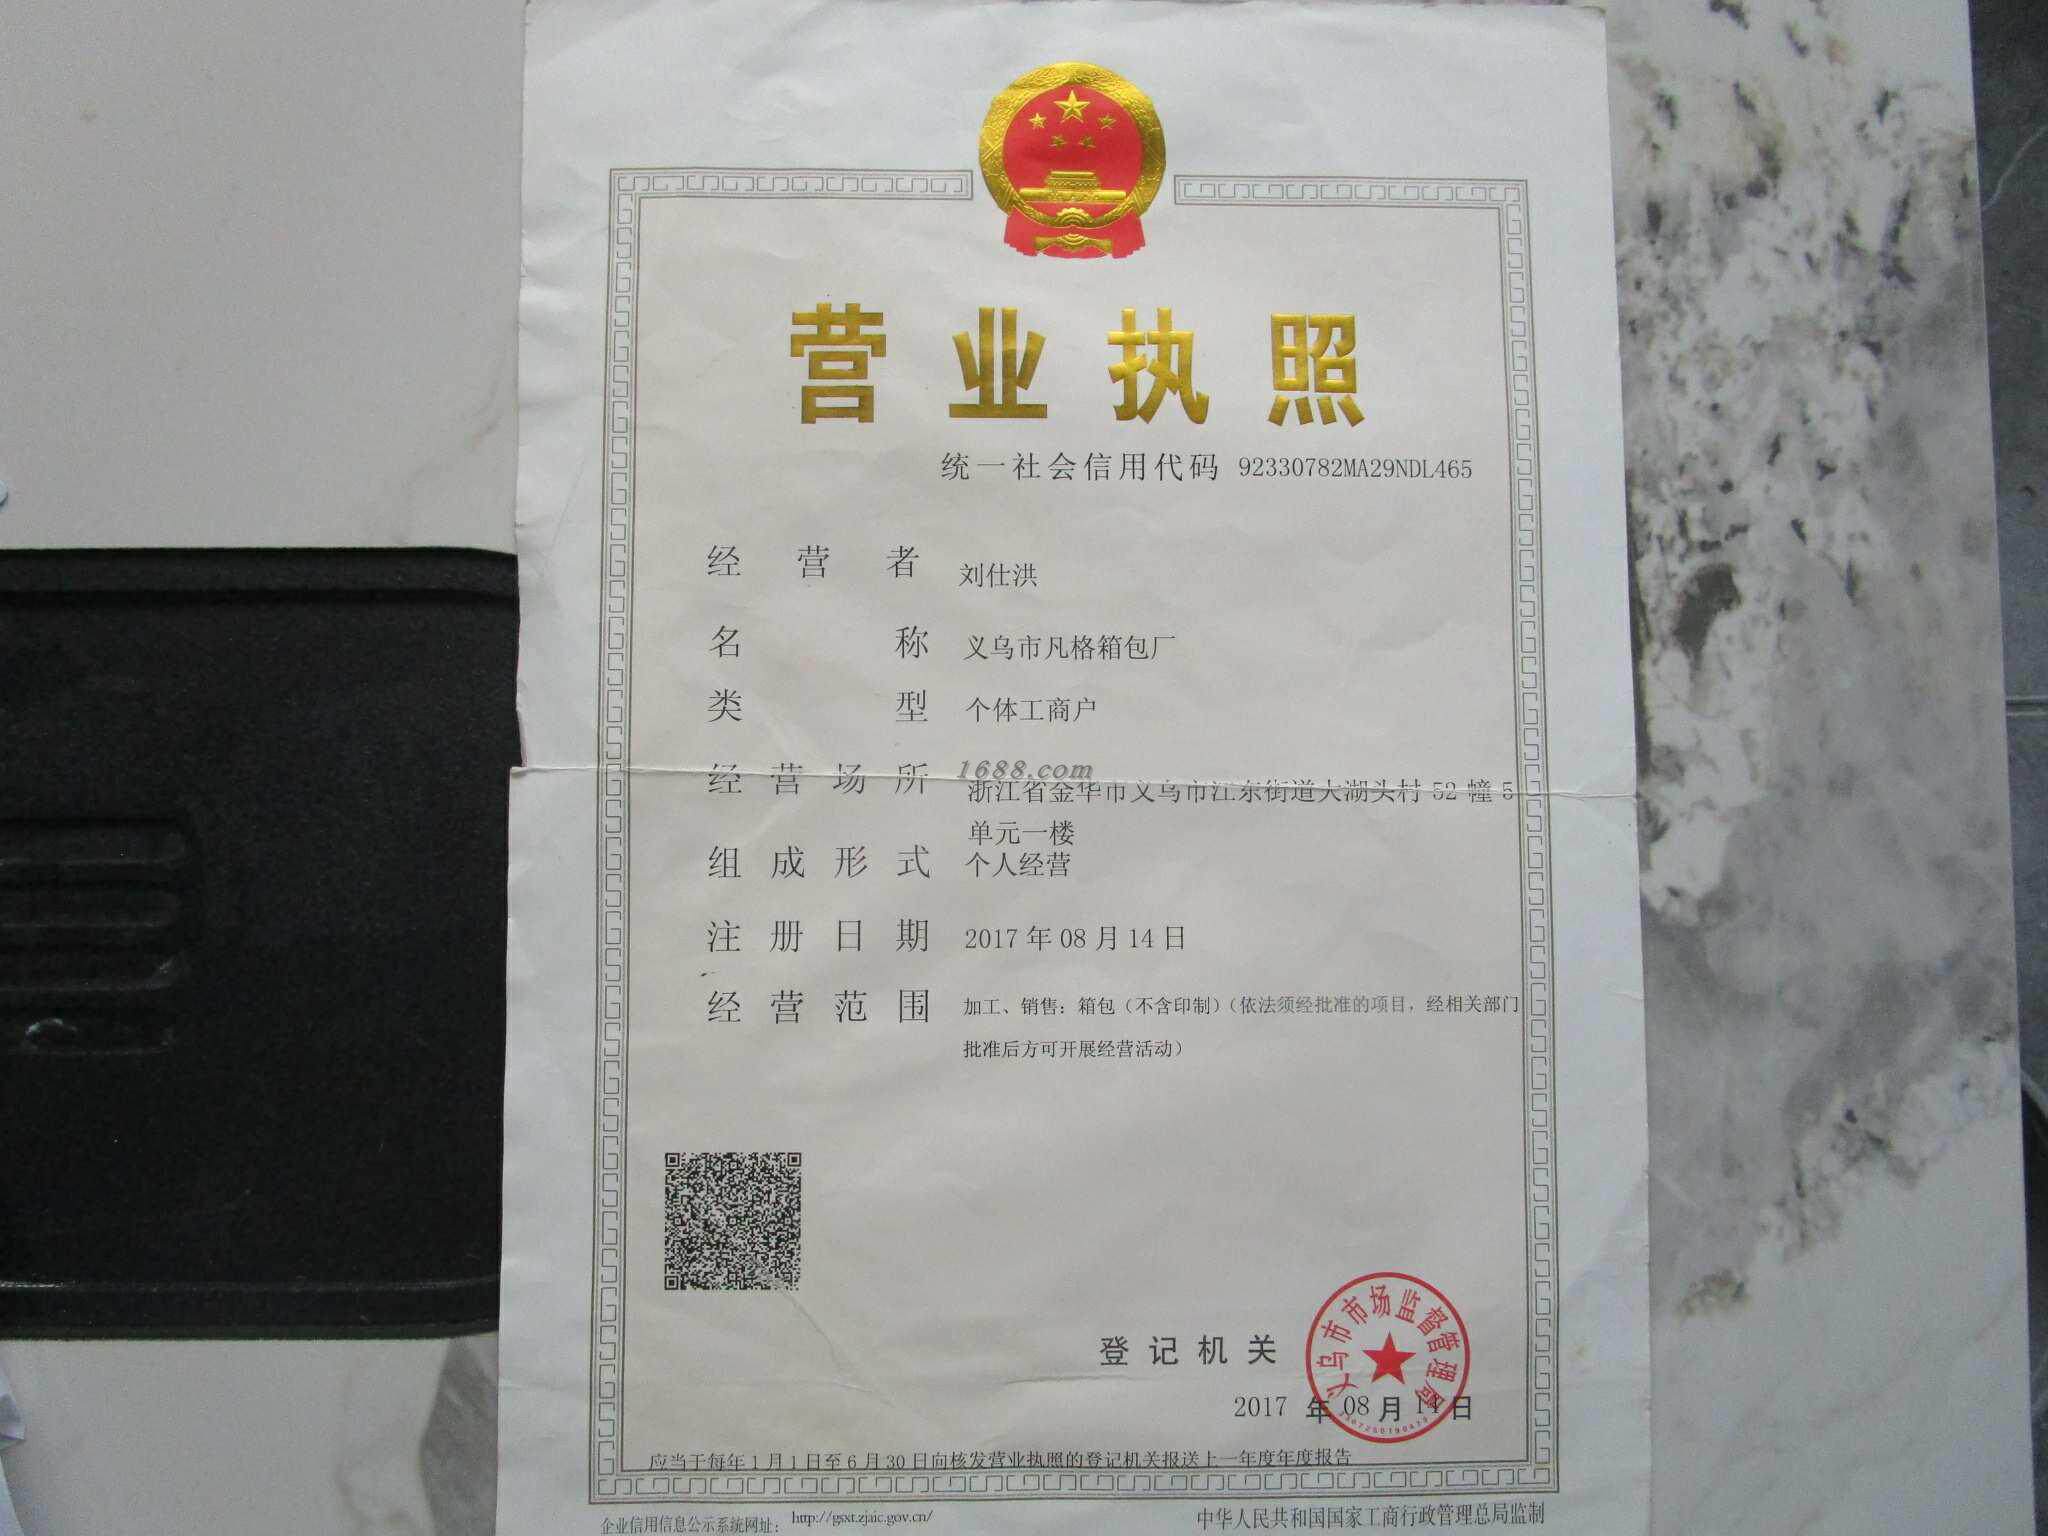 营业执照
统一社会信用代码 92330782MA29NDL465
经营者 刘仕洪
名称 义乌市凡格箱包厂
类型 个体工商户
1688.com
经营场所 浙江省金华市义乌市江东街道大湖头村 52 幢 5
单元一楼
组成形式 个人经营
注册日期 2017 年 08 月 14 日
经营范围 加工、销售：箱包（不含印制）（依法须经批准的项目，经相关部门
批准后方可开展经营活动）
义乌市市场监督管理局
登记机关
2017 年 08 月 14 日
应当于每年 1 月 1 日至 6 月 30 日向核发营业执照的登记机关报送上一年度年度报告
企业信用信息公示系统网址： http://gsxt.zjaic.gov.cn/ 中华人民共和国国家工商行政管理总局监制